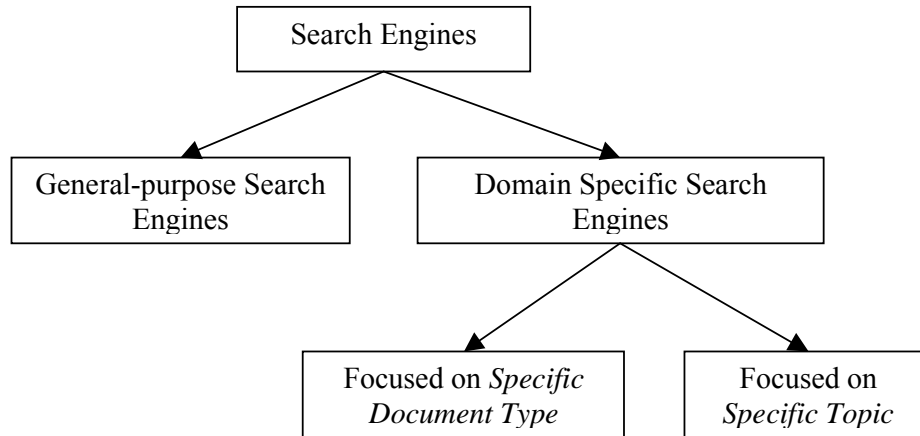 Search Engines
General-purpose Search
Engines
Domain Specific Search
Engines
Focused on Specific
Document Type
Focused on
Specific Topic